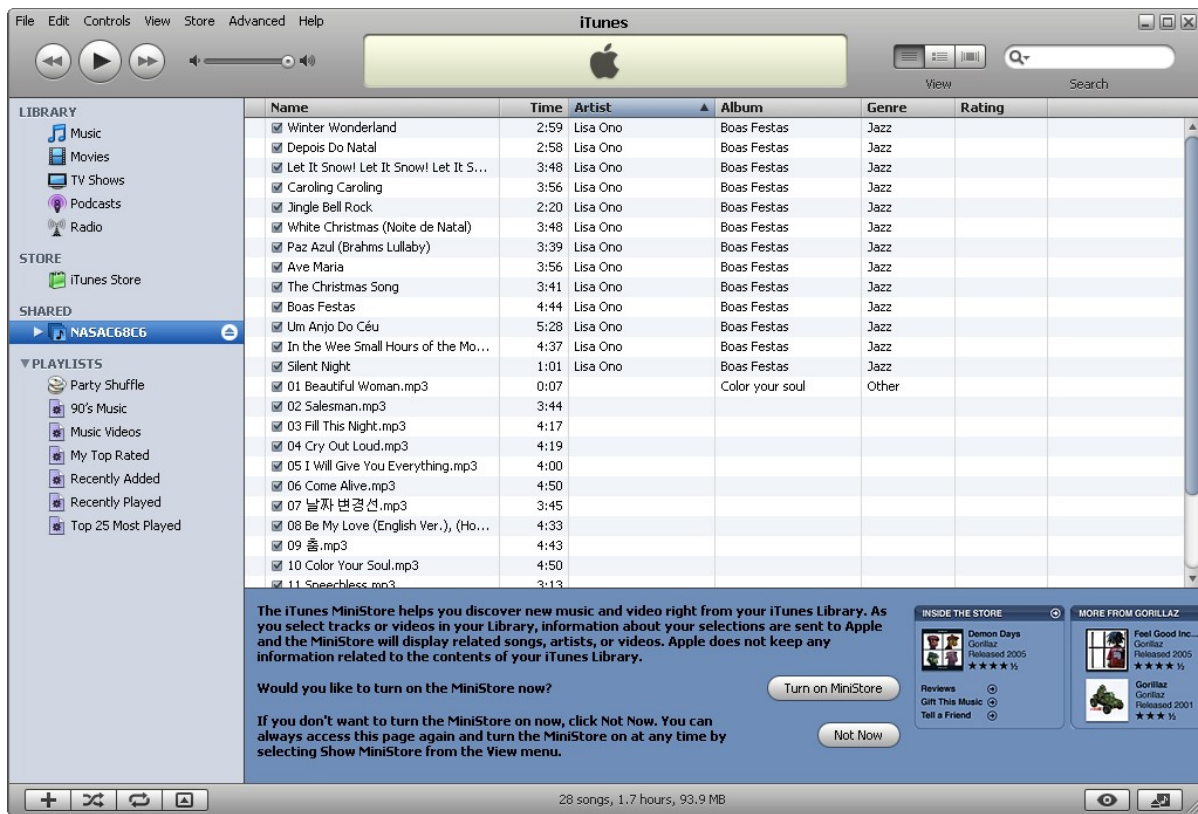 File Edit Controls View Store Advanced Help
iTunes
View
Search
LIBRARY
Music
Movies
TV Shows
Podcasts
Radio
STORE
iTunes Store
SHARED
NASAC68C6
PLAYLISTS
Party Shuffle
90's Music
Music Videos
My Top Rated
Recently Added
Recently Played
Top 25 Most Played
Name Time Artist Album Genre Rating
Winter Wonderland 2:59 Lisa Ono Boas Festas Jazz
Depois Do Natal 2:58 Lisa Ono Boas Festas Jazz
Let It Snow! Let It Snow! Let It S... 3:48 Lisa Ono Boas Festas Jazz
Caroling Caroling 3:56 Lisa Ono Boas Festas Jazz
Jingle Bell Rock 2:20 Lisa Ono Boas Festas Jazz
White Christmas (Noite de Natal) 3:48 Lisa Ono Boas Festas Jazz
Paz Azul (Brahms Lullaby) 3:39 Lisa Ono Boas Festas Jazz
Ave Maria 3:56 Lisa Ono Boas Festas Jazz
The Christmas Song 3:41 Lisa Ono Boas Festas Jazz
Boas Festas 4:44 Lisa Ono Boas Festas Jazz
Um Anjo Do Céu 5:28 Lisa Ono Boas Festas Jazz
In the Wee Small Hours of the Mo... 4:37 Lisa Ono Boas Festas Jazz
Silent Night 1:01 Lisa Ono Boas Festas Jazz
01 Beautiful Woman.mp3 0:07 Color your soul Other
02 Salesman.mp3 3:44
03 Fill This Night.mp3 4:17
04 Cry Out Loud.mp3 4:19
05 I Will Give You Everything.mp3 4:00
06 Come Alive.mp3 4:50
07 날짜 변경선.mp3 3:45
08 Be My Love (English Ver.), (Ho... 4:33
09 춤.mp3 4:43
10 Color Your Soul.mp3 4:50
11 Speechless.mp3 3:13
The iTunes MiniStore helps you discover new music and video right from your iTunes Library. As
you select tracks or videos in your Library, information about your selections are sent to Apple
and the MiniStore will display related songs, artists, or videos. Apple does not keep any
information related to the contents of your iTunes Library.
Would you like to turn on the MiniStore now?
Turn on MiniStore
If you don't want to turn the MiniStore on now, click Not Now. You can
always access this page again and turn the MiniStore on at any time by
selecting Show MiniStore from the View menu.
Not Now
INSIDE THE STORE
Demon Days
Gorillaz
Released 2005
Reviews
Gift This Music
Tell a Friend
MORE FROM GORILLAZ
Feel Good Inc...
Gorillaz
Released 2005
Gorillaz
Gorillaz
Released 2001
28 songs, 1.7 hours, 93.9 MB